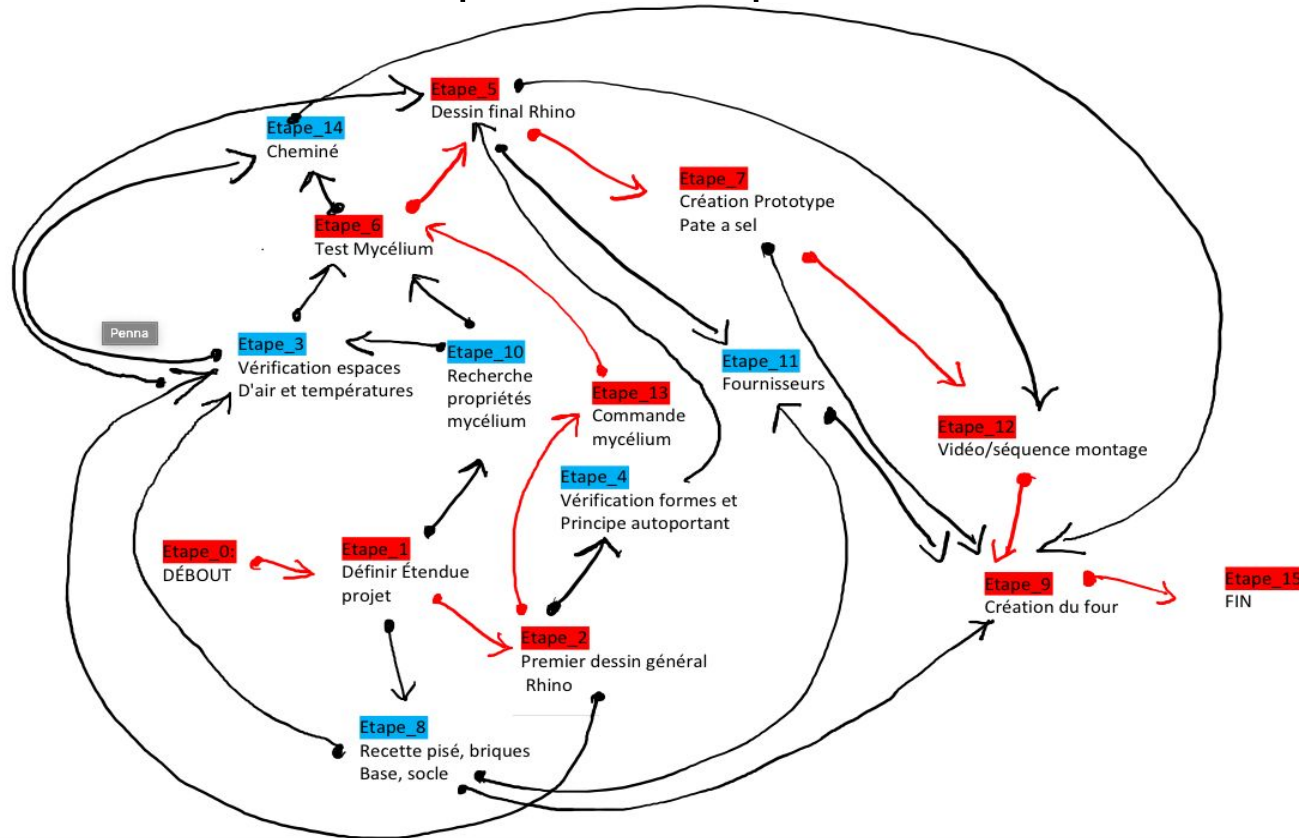 Etape_5
Dessin final Rhino
Etape_14
Cheminé
Etape_7
Création Prototype
Pate a sel
Etape_6
Test Mycélium
Penna
Etape_3
Vérification espaces
D'air et températures
Etape_10
Recherche
propriétés
mycélium
Etape_11
Fournisseurs
Etape_13
Commande
mycélium
Etape_12
Vidéo/séquence montage
Etape_4
Vérification formes et
Principe autoportant
Etape_0:
DÉBOUT
Etape_1
Définir Étendue
projet
Etape_9
Création du four
Etape_15
FIN
Etape_2
Premier dessin général
Rhino
Etape_8
Recette pisé, briques
Base, socle